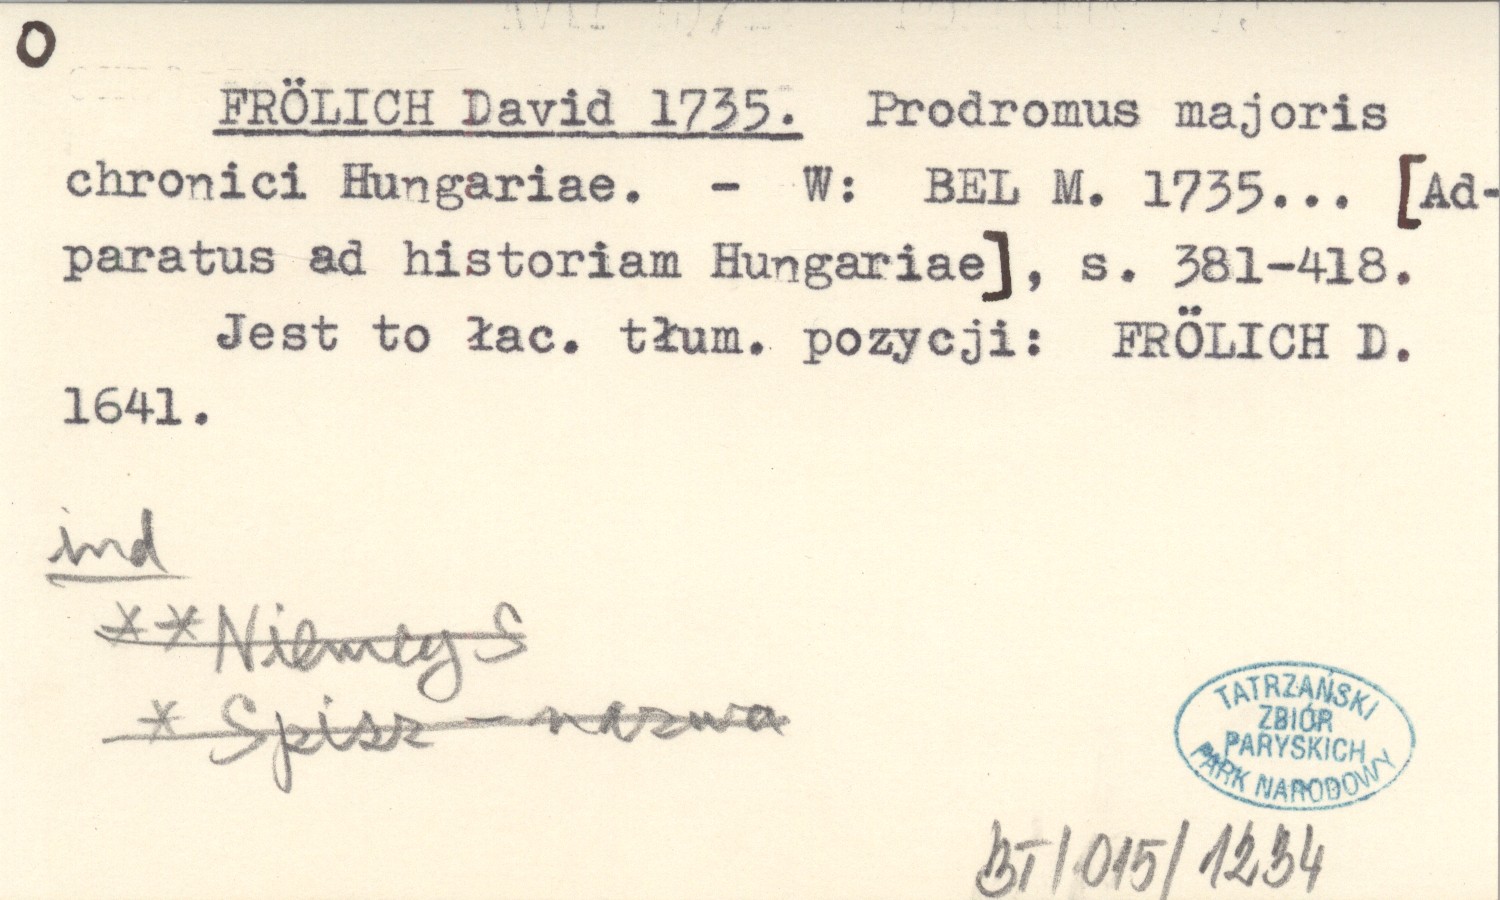 O
FRÖLICH David 1735. Prodromus majoris
chronici Hungariae. - W: BEL M. 1735... [Ad-
paratus ad historiam Hungariae], s. 381-418.
Jest to łac. tłum. pozycji: FRÖLICH D.
1641.
ind
**Niemcy S
* Spisz - nazwa
TATRZAŃSKI
ZBIÓR
PARYSKICH
PARK NARODOWY
BT/015/1234